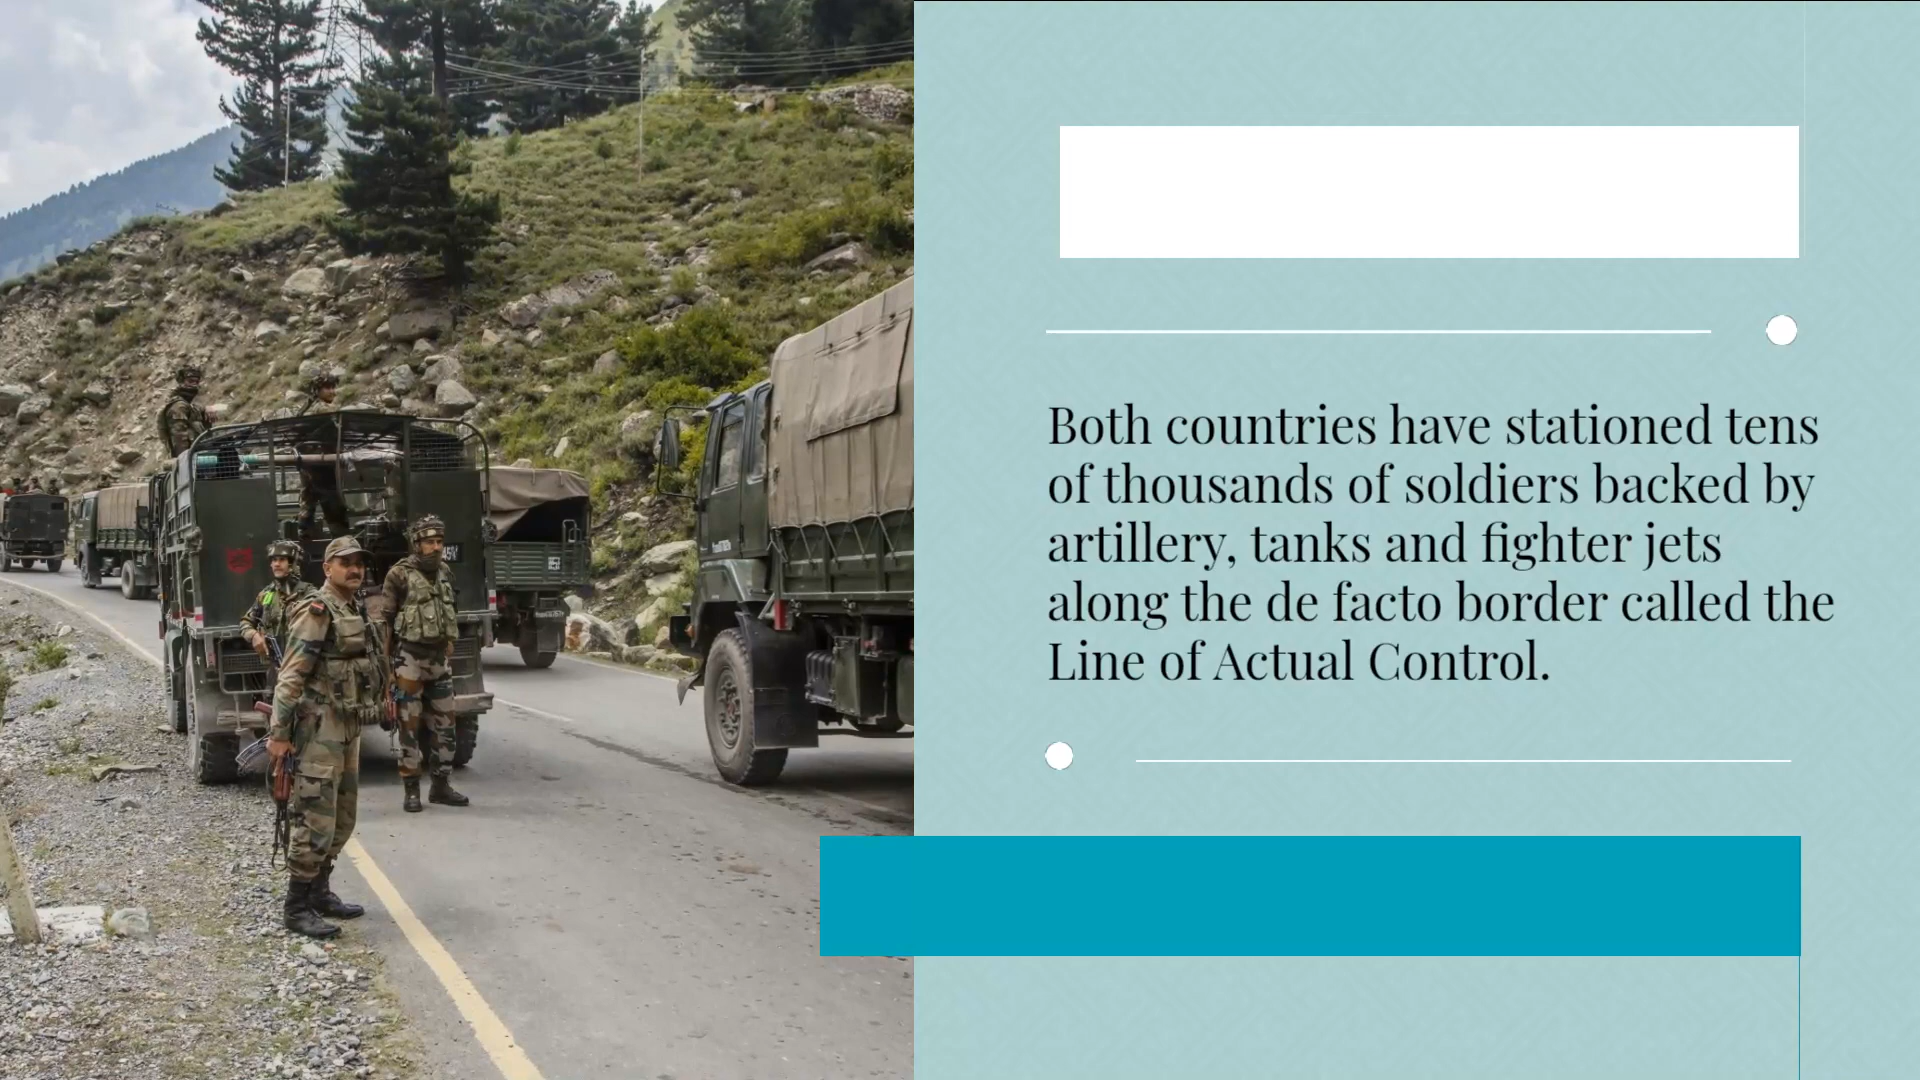 Both countries have stationed tens
of thousands of soldiers backed by
artillery, tanks and fighter jets
along the de facto border called the
Line of Actual Control.